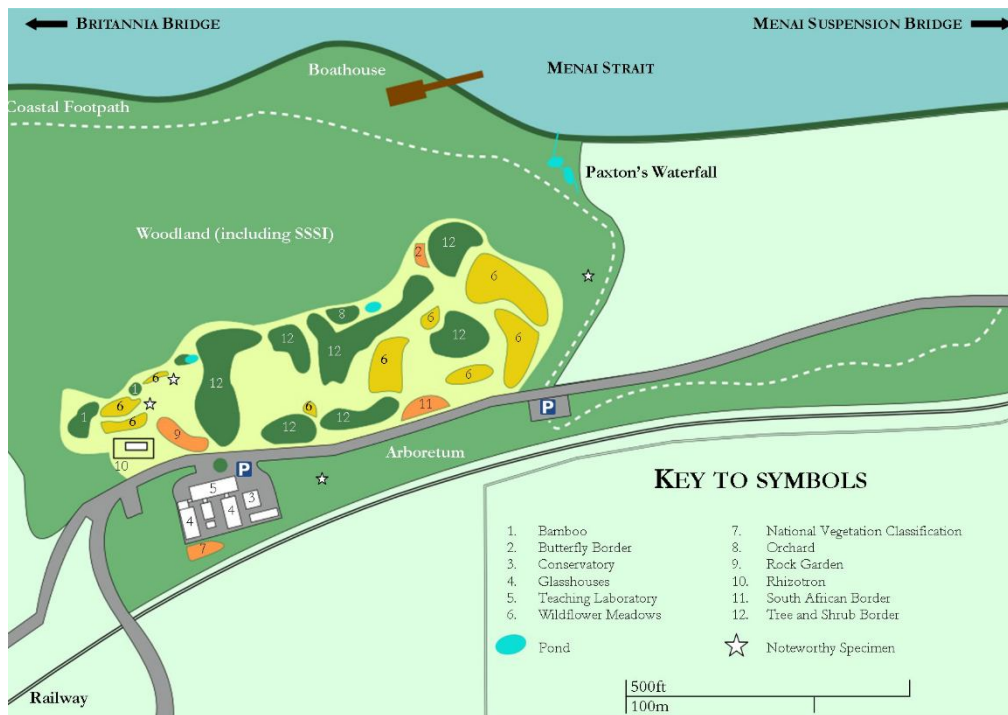 BRITANNIA BRIDGE
MENAI SUSPENSION BRIDGE
Boathouse
MENAI STRAIT
Coastal Footpath
Paxton's Waterfall
Woodland (including SSSI)
2
12
6
8
6
12
12
12
6
6
6
12
6
1
6
1
6
6
12
12
11
P
9
10
Arboretum
P
5
3
4
4
7
KEY TO SYMBOLS
1. Bamboo
2. Butterfly Border
3. Conservatory
4. Glasshouses
5. Teaching Laboratory
6. Wildflower Meadows
Pond
7. National Vegetation Classification
8. Orchard
9. Rock Garden
10. Rhizotron
11. South African Border
12. Tree and Shrub Border
Noteworthy Specimen
500ft
100m
Railway